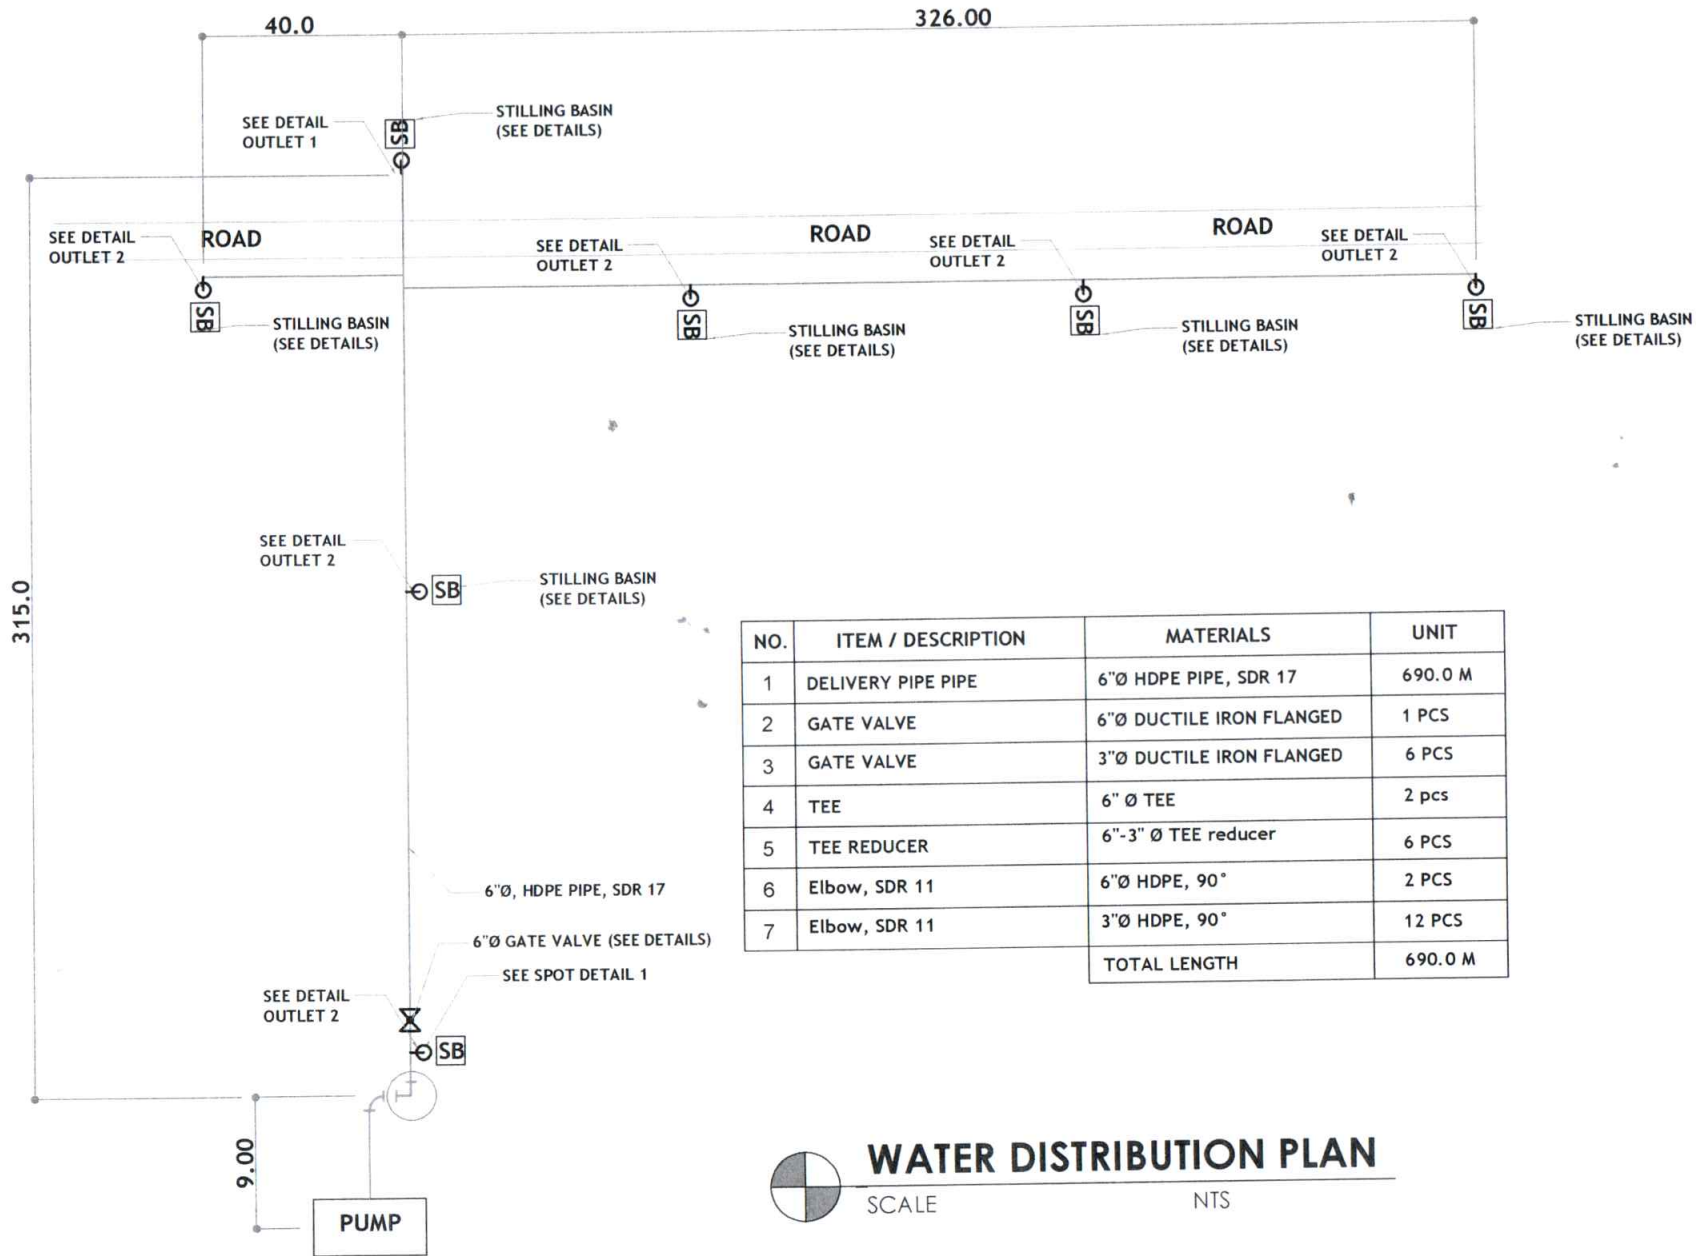 40.0
326.00
SEE DETAIL
OUTLET 1
SB
STILLING BASIN
(SEE DETAILS)
SEE DETAIL
OUTLET 2
ROAD
SEE DETAIL
OUTLET 2
ROAD
SEE DETAIL
OUTLET 2
ROAD
SEE DETAIL
OUTLET 2
SB
STILLING BASIN
(SEE DETAILS)
SB
STILLING BASIN
(SEE DETAILS)
SB
STILLING BASIN
(SEE DETAILS)
SB
STILLING BASIN
(SEE DETAILS)
315.0
SEE DETAIL
OUTLET 2
SB
STILLING BASIN
(SEE DETAILS)
6"Ø, HDPE PIPE, SDR 17
6"Ø GATE VALVE (SEE DETAILS)
SEE SPOT DETAIL 1
SEE DETAIL
OUTLET 2
SB
9.00
PUMP
NO. ITEM / DESCRIPTION MATERIALS UNIT
1 DELIVERY PIPE PIPE 6"Ø HDPE PIPE, SDR 17 690.0 M
2 GATE VALVE 6"Ø DUCTILE IRON FLANGED 1 PCS
3 GATE VALVE 3"Ø DUCTILE IRON FLANGED 6 PCS
4 TEE 6" Ø TEE 2 pcs
5 TEE REDUCER 6"-3" Ø TEE reducer 6 PCS
6 Elbow, SDR 11 6"Ø HDPE, 90° 2 PCS
7 Elbow, SDR 11 3"Ø HDPE, 90° 12 PCS
TOTAL LENGTH 690.0 M
WATER DISTRIBUTION PLAN
SCALE NTS